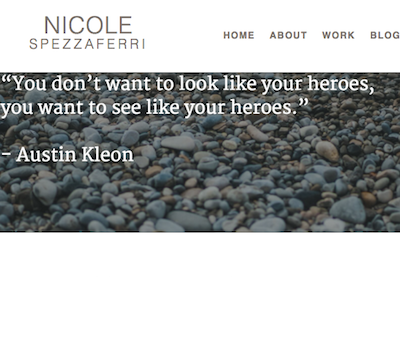 NICOLE
SPEZZAFERRI
HOME ABOUT WORK BLOG
“You don’t want to look like your heroes,
you want to see like your heroes.”
- Austin Kleon